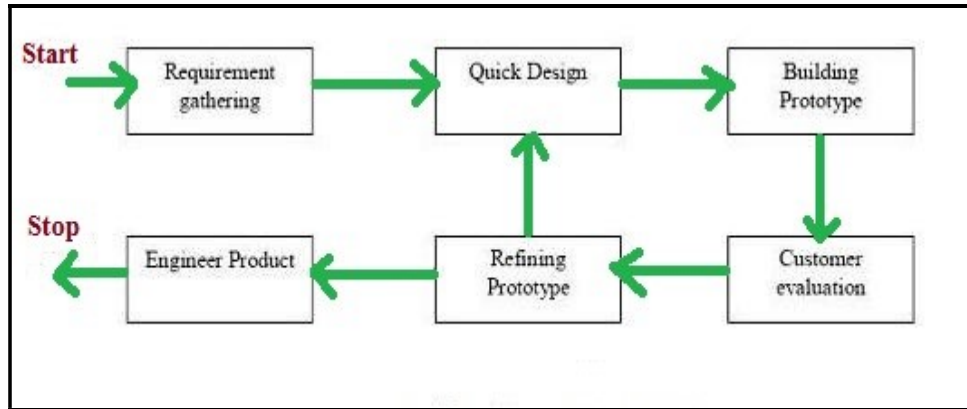 Start
Requirement
gathering
Quick Design
Building
Prototype
Stop
Engineer Product
Refining
Prototype
Customer
evaluation